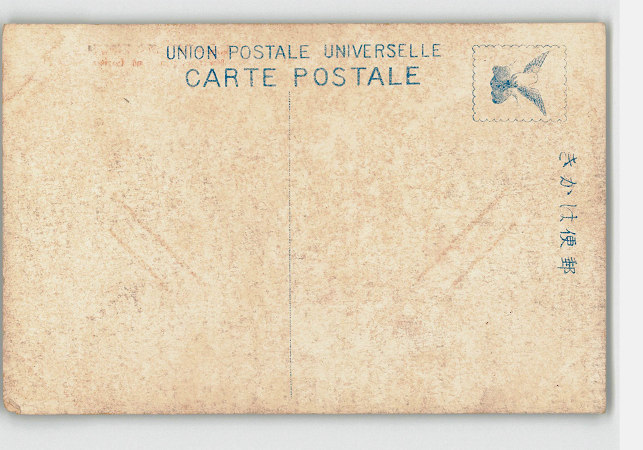 UNION POSTALE UNIVERSELLE
CARTE POSTALE
きかは便郵